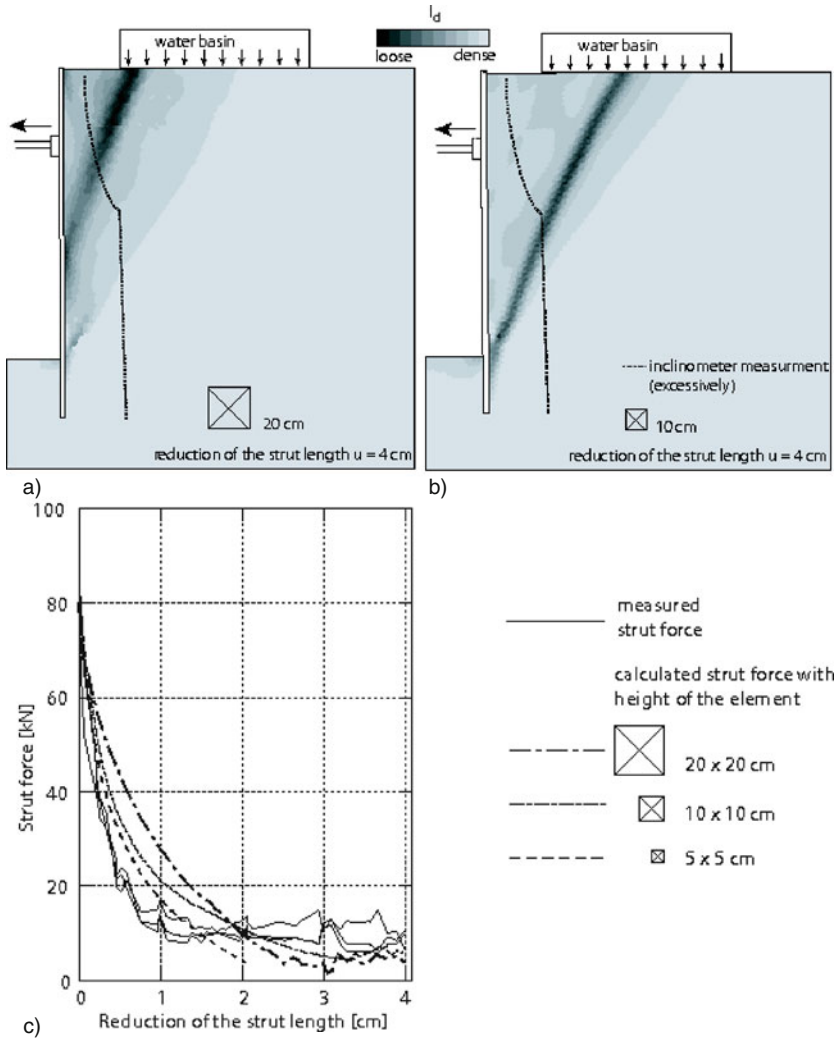 I_d
water basin
loose
dense
water basin
20 cm
reduction of the strut length u = 4 cm
inclinometer measurment
(excessively)
10 cm
reduction of the strut length u = 4 cm
a)
b)
100
80
60
40
20
0
Strut force [kN]
0
1
2
3
4
Reduction of the strut length [cm]
c)
measured
strut force
calculated strut force with
height of the element
20 x 20 cm
10 x 10 cm
5 x 5 cm